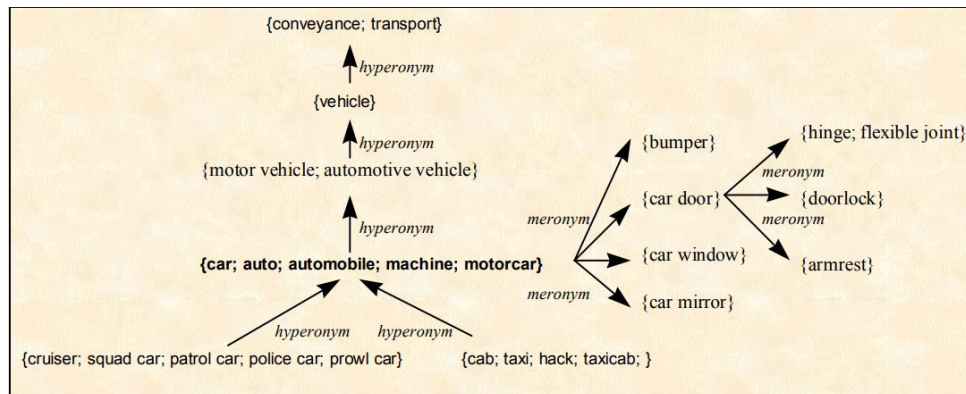 {conveyance; transport}
hyperonym
{vehicle}
hyperonym
{motor vehicle; automotive vehicle}
hyperonym
{car; auto; automobile; machine; motorcar}
hyperonym
hyperonym
{cruiser; squad car; patrol car; police car; prowl car}
{cab; taxi; hack; taxicab; }
meronym
meronym
{bumper}
{car door}
{car window}
{car mirror}
meronym
meronym
{hinge; flexible joint}
{doorlock}
{armrest}